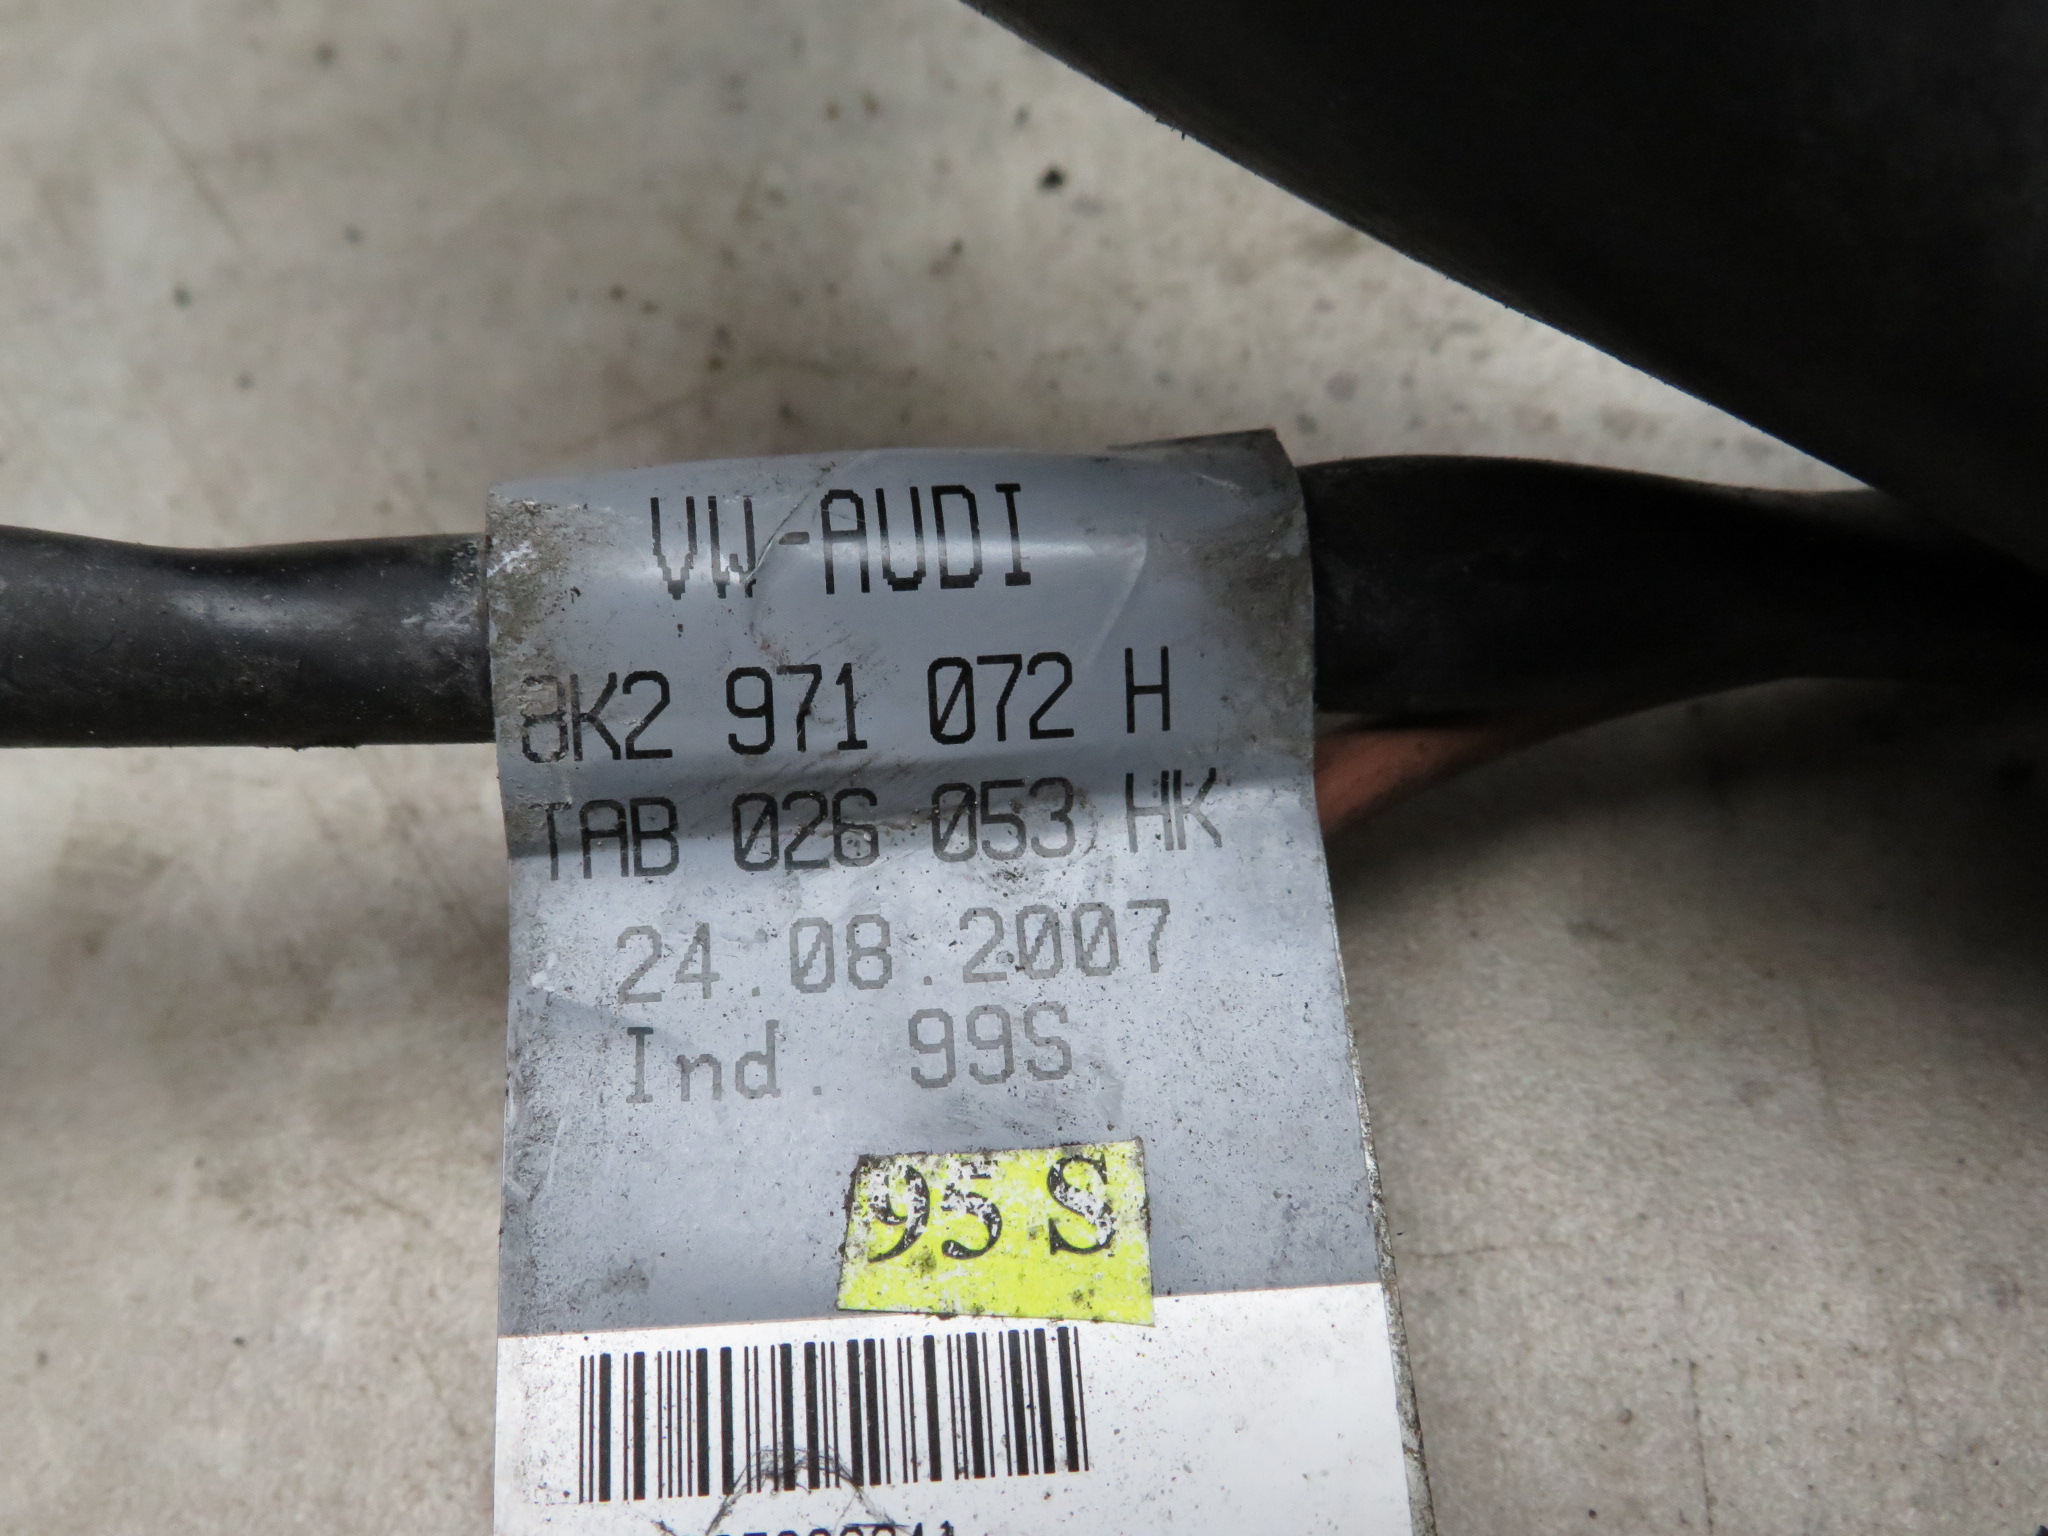 VW-AUDI
8K2 971 072 H
TAB 026 053 HK
24.08.2007
Ind. 99S
95 S